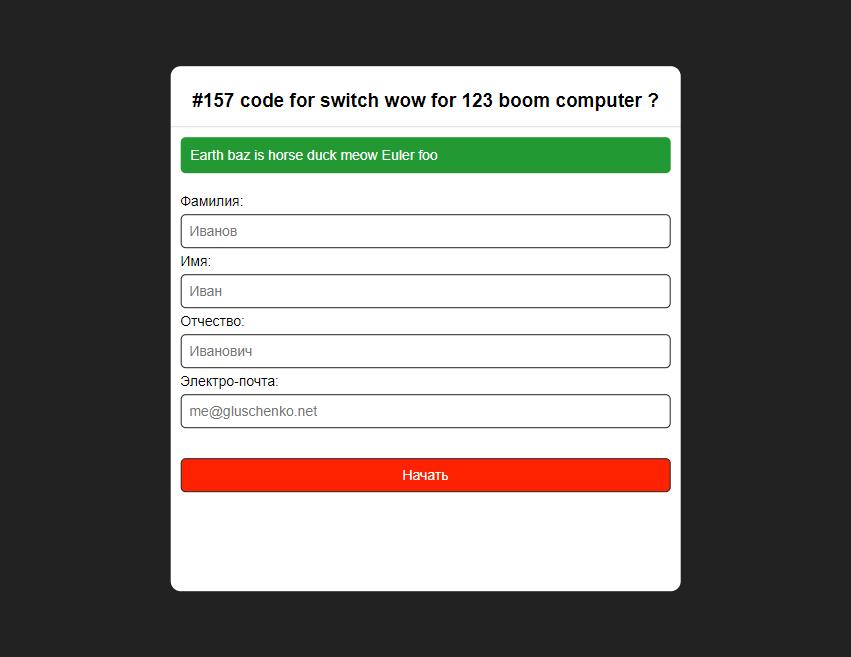 #157 code for switch wow for 123 boom computer ?
Earth baz is horse duck meow Euler foo
Фамилия:
Иванов
Имя:
Иван
Отчество:
Иванович
Электро-почта:
me@gluschenko.net
Начать